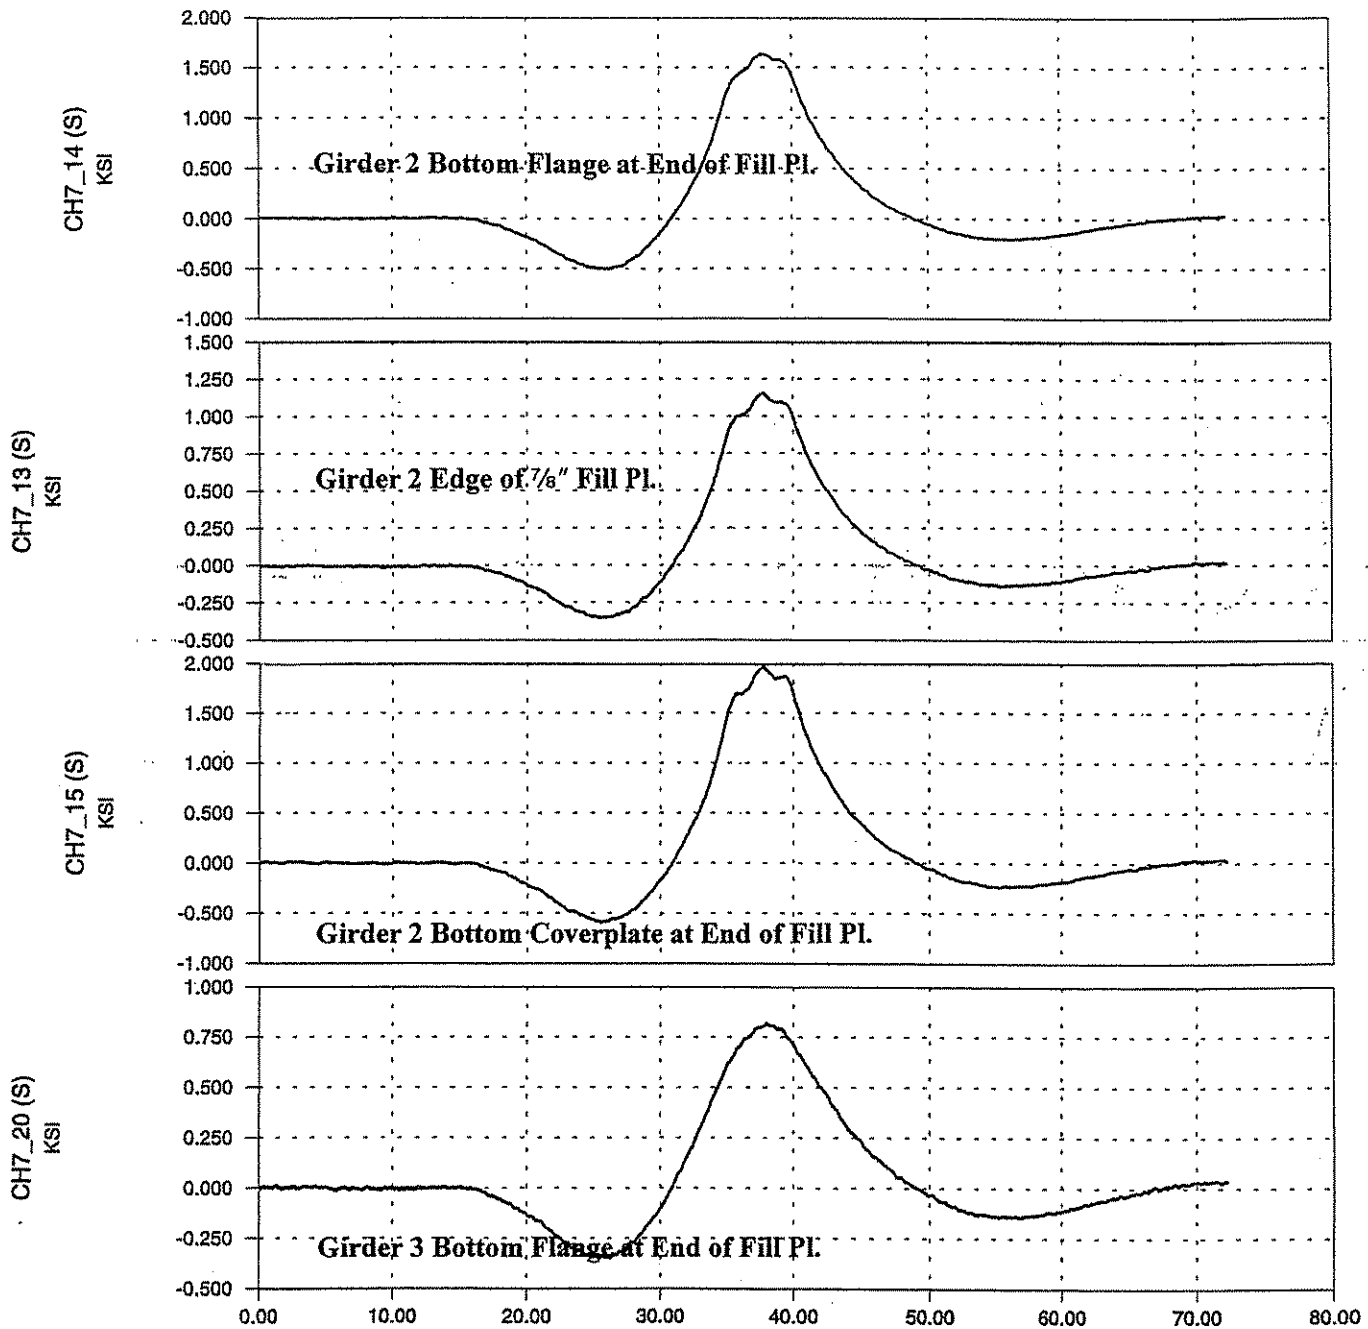 2.000
1.500
1.000
0.500
0.000
-0.500
-1.000
CH7_14 (S)
KSI
Girder 2 Bottom Flange at End of Fill Pl.
1.500
1.250
1.000
0.750
0.500
0.250
-0.000
-0.250
-0.500
CH7_13 (S)
KSI
Girder 2 Edge of 7/8" Fill Pl.
2.000
1.500
1.000
0.500
0.000
-0.500
-1.000
CH7_15 (S)
KSI
Girder 2 Bottom Coverplate at End of Fill Pl.
1.000
0.750
0.500
0.250
0.000
-0.250
-0.500
CH7_20 (S)
KSI
Girder 3 Bottom Flange at End of Fill Pl.
0.00 10.00 20.00 30.00 40.00 50.00 60.00 70.00 80.00